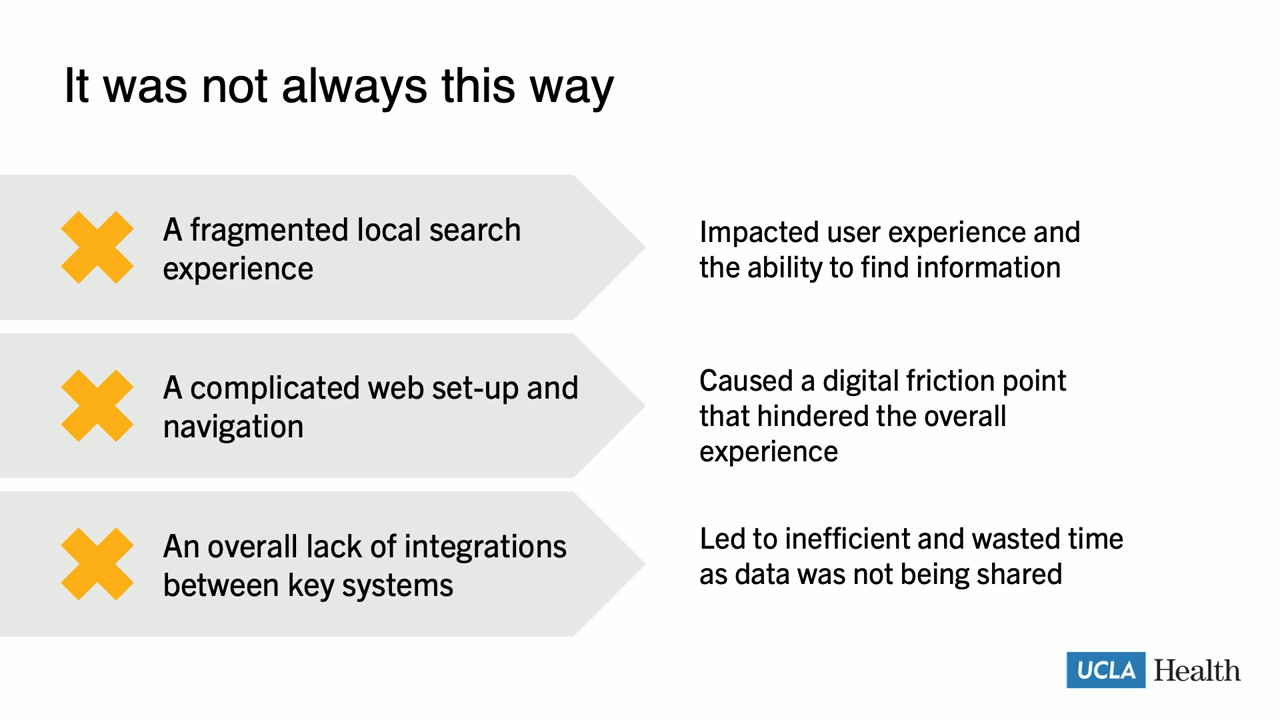 It was not always this way
A fragmented local search
experience
Impacted user experience and
the ability to find information
A complicated web set-up and
navigation
Caused a digital friction point
that hindered the overall
experience
An overall lack of integrations
between key systems
Led to inefficient and wasted time
as data was not being shared
UCLA Health